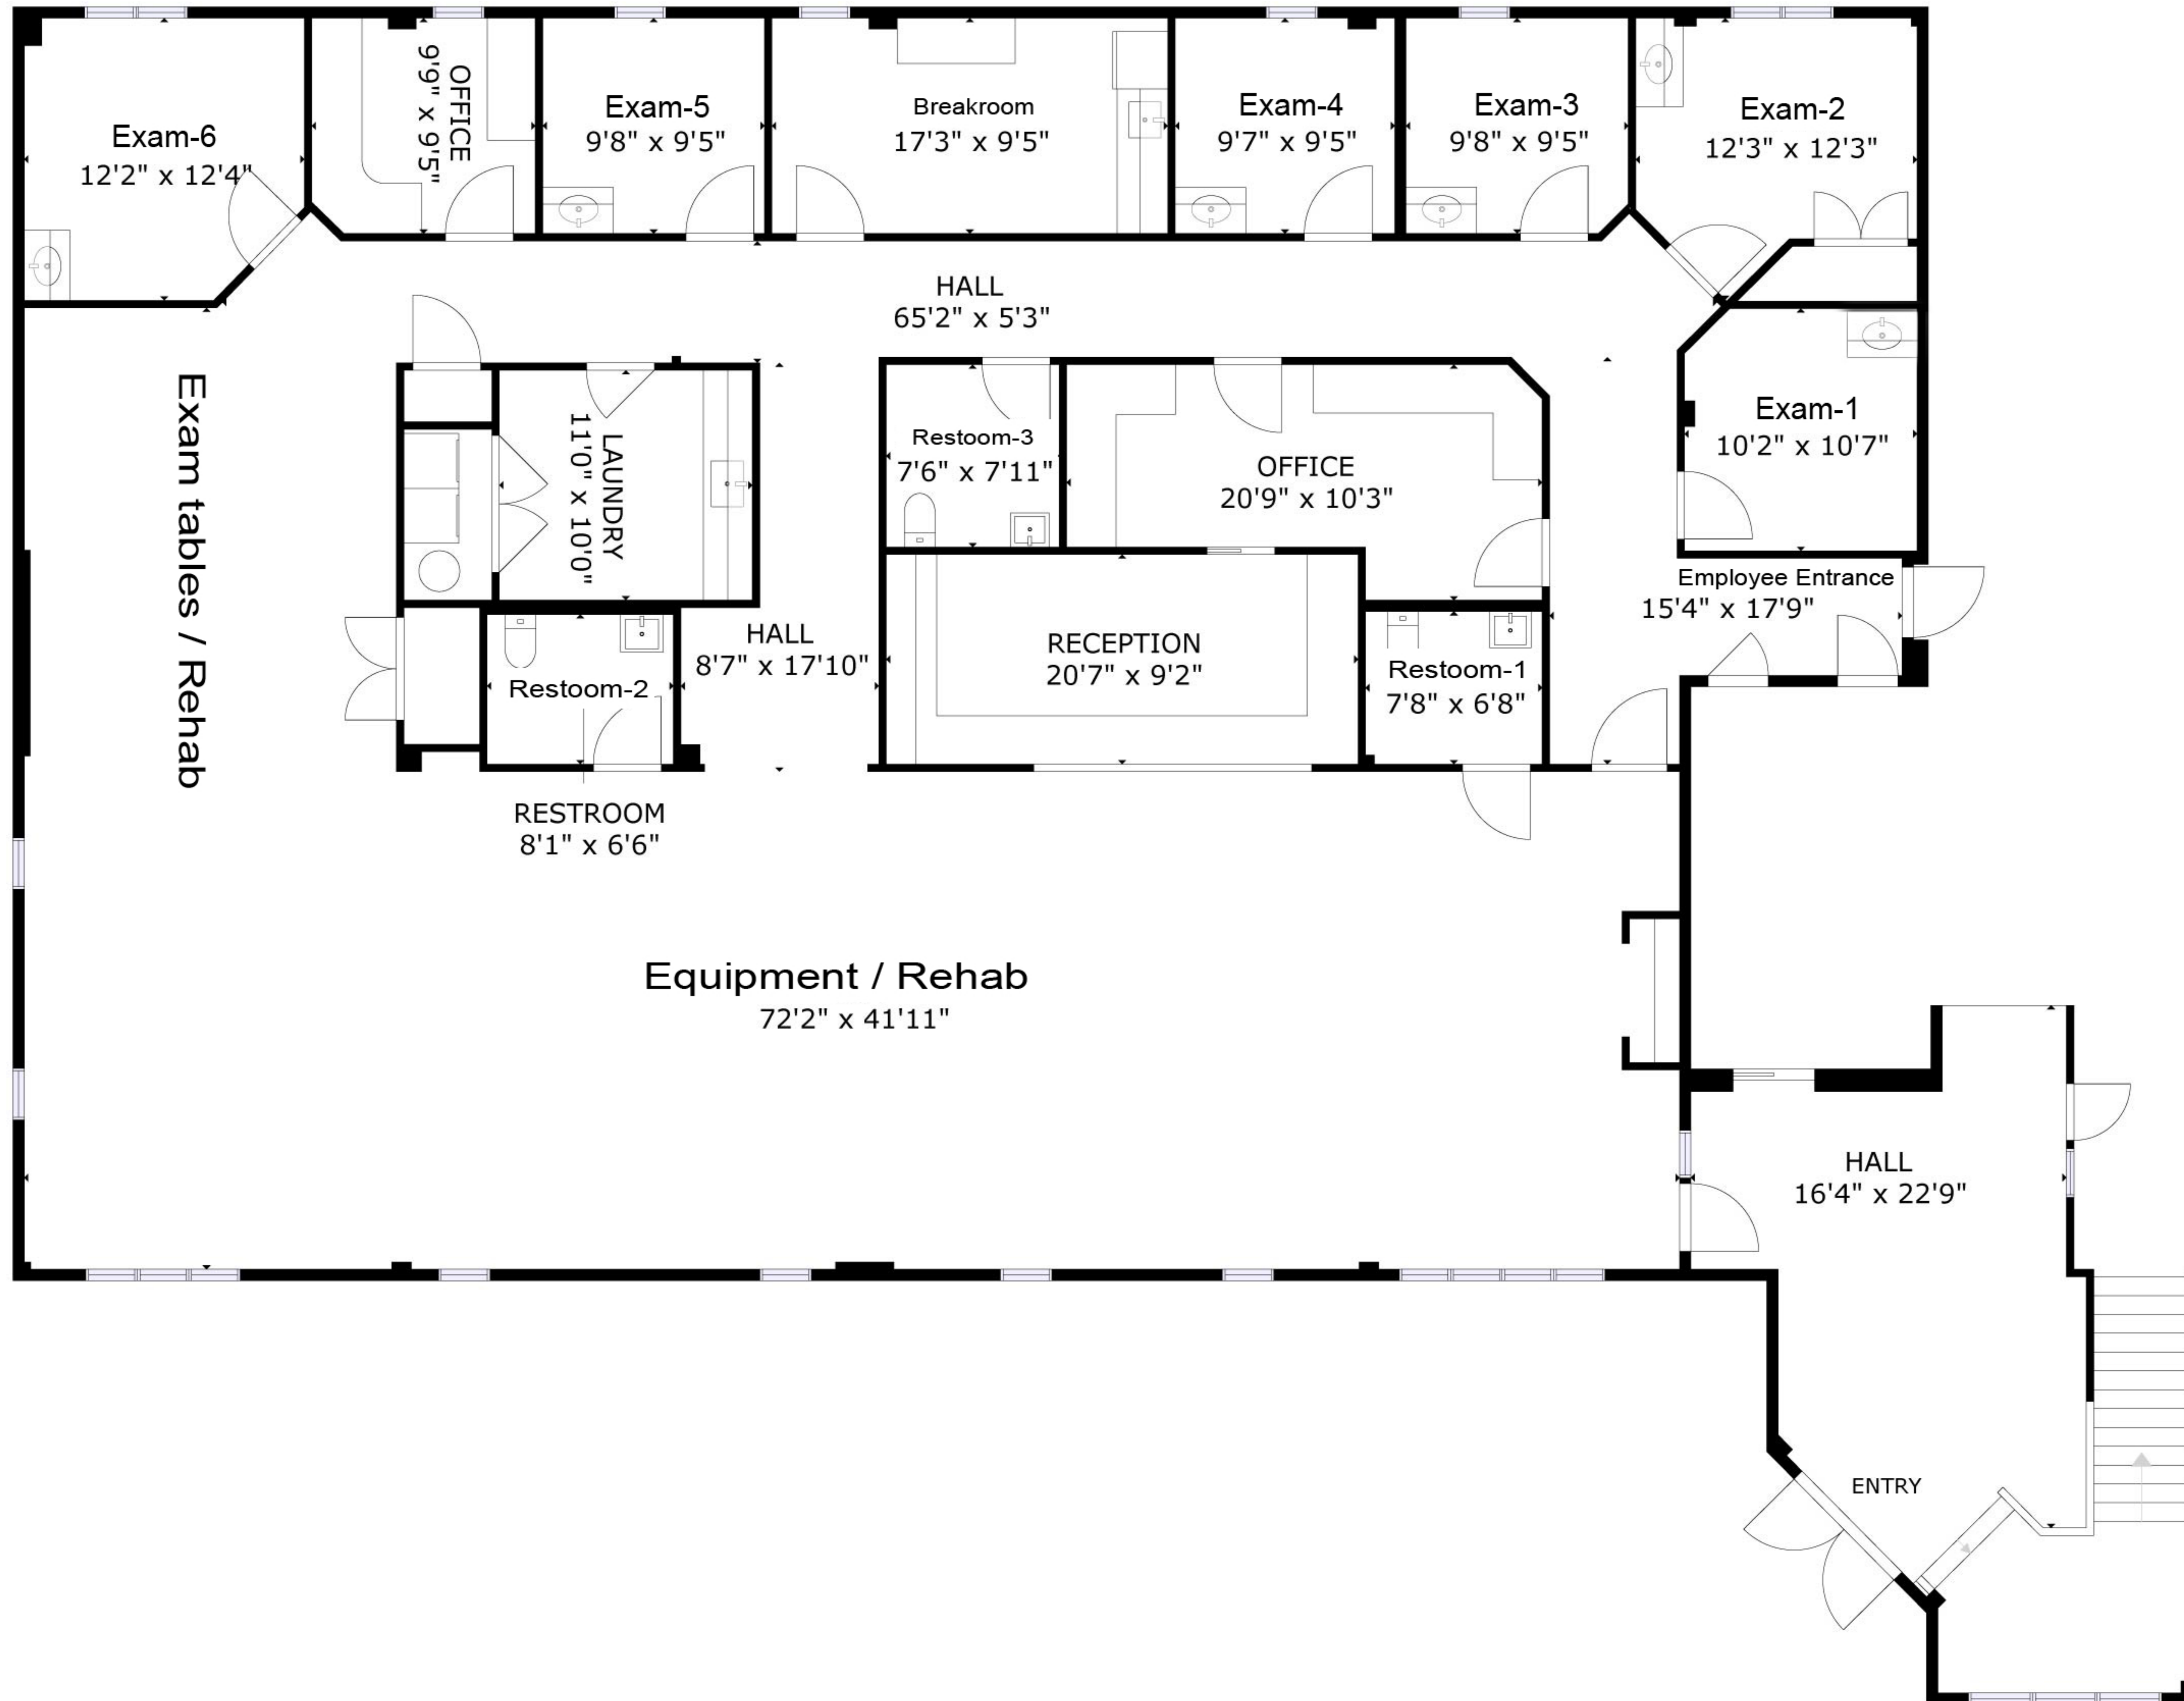 Exam-6
12'2" x 12'4"
OFFICE
9'9" x 9'5"
Exam-5
9'8" x 9'5"
Breakroom
17'3" x 9'5"
Exam-4
9'7" x 9'5"
Exam-3
9'8" x 9'5"
Exam-2
12'3" x 12'3"
HALL
65'2" x 5'3"
Exam tables / Rehab
LAUNDRY
11'0" x 10'0"
Restoom-3
7'6" x 7'11"
OFFICE
20'9" x 10'3"
Exam-1
10'2" x 10'7"
Employee Entrance
15'4" x 17'9"
HALL
8'7" x 17'10"
RECEPTION
20'7" x 9'2"
Restoom-1
7'8" x 6'8"
Restoom-2
RESTROOM
8'1" x 6'6"
Equipment / Rehab
72'2" x 41'11"
HALL
16'4" x 22'9"
ENTRY